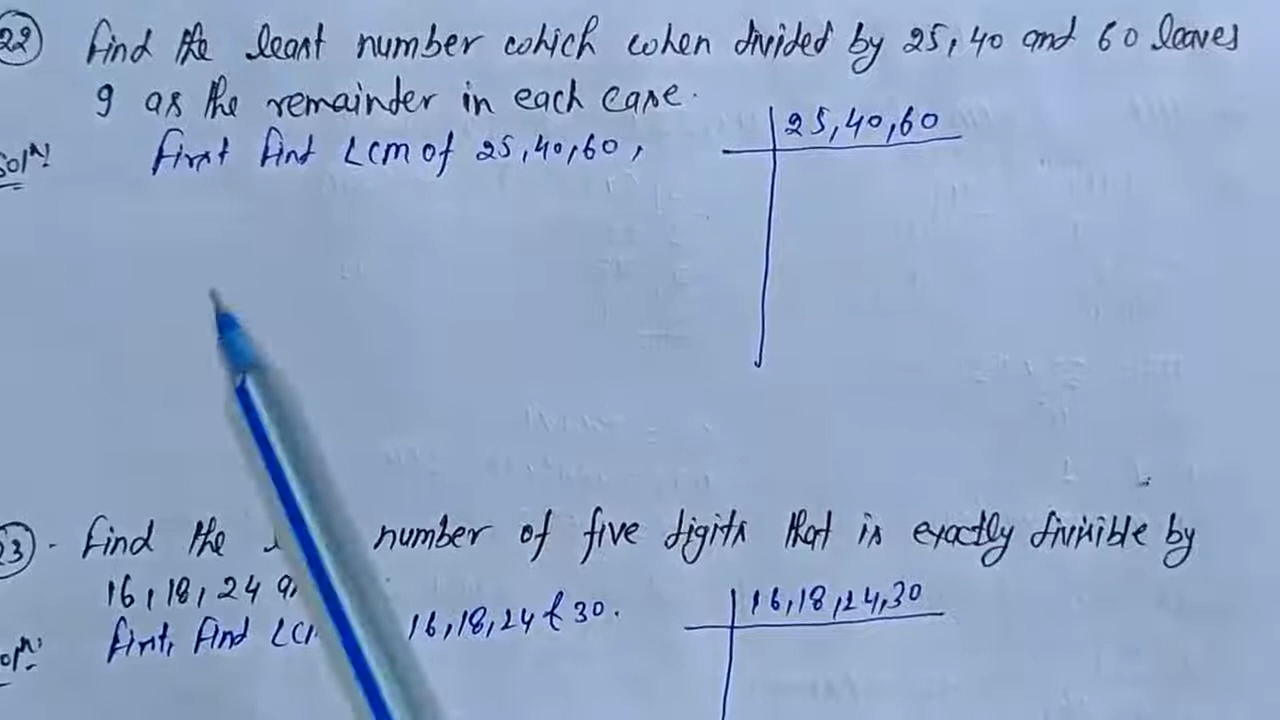 22) Find the least number which when divided by 25, 40 and 60 leaves
9 as the remainder in each case.
Solⁿ: First find LCM of 25, 40, 60,
25, 40, 60
23) - Find the number of five digits that is exactly divisible by
16, 18, 24
First, Find LC 16, 18, 24 & 30.
16, 18, 24, 30